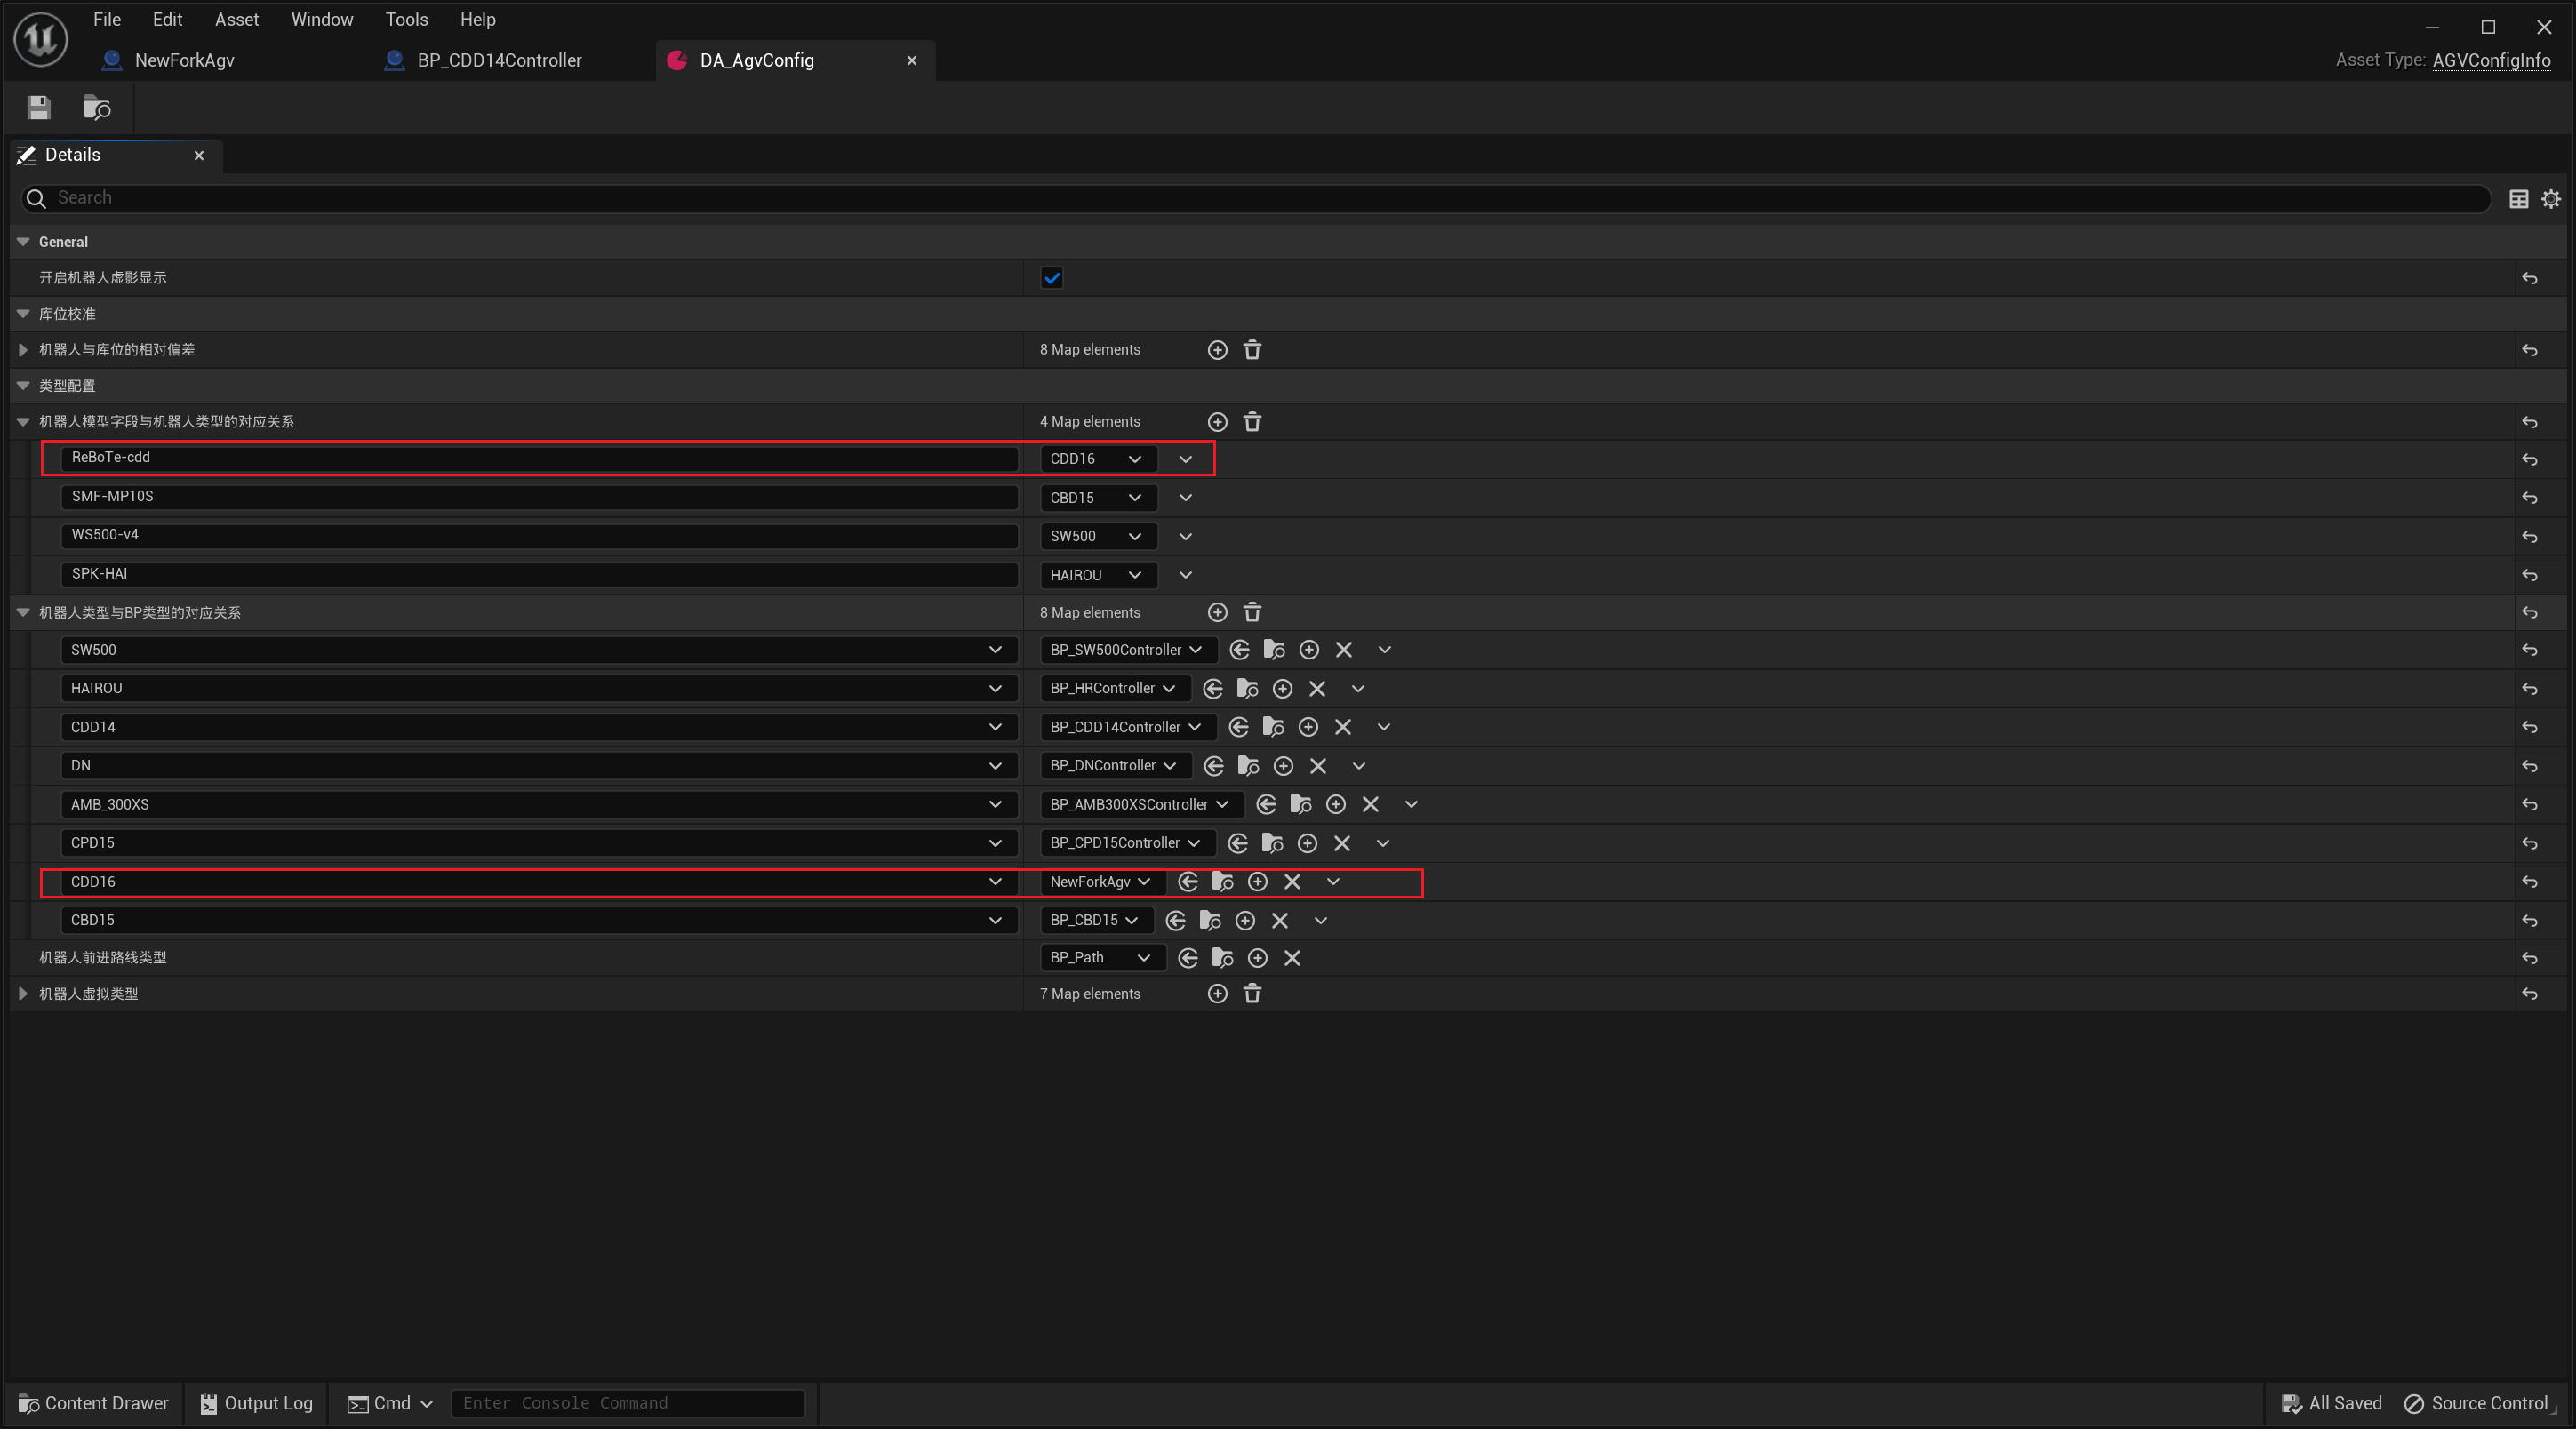 File Edit Asset Window Tools Help
NewForkAgv BP_CDD14Controller DA_AgvConfig Asset Type: AGVConfigInfo
Details
Search
General
开启机器人虚影显示
库位校准
机器人与库位的相对偏差 8 Map elements
类型配置
机器人模型字段与机器人类型的对应关系 4 Map elements
ReBoTe-cdd CDD16
SMF-MP10S CBD15
WS500-v4 SW500
SPK-HAI HAIROU
机器人类型与BP类型的对应关系 8 Map elements
SW500 BP_SW500Controller
HAIROU BP_HRController
CDD14 BP_CDD14Controller
DN BP_DNController
AMB_300XS BP_AMB300XSController
CPD15 BP_CPD15Controller
CDD16 NewForkAgv
CBD15 BP_CBD15
机器人前进路线类型 BP_Path
机器人虚拟类型 7 Map elements
Content Drawer Output Log Cmd Enter Console Command All Saved Source Control